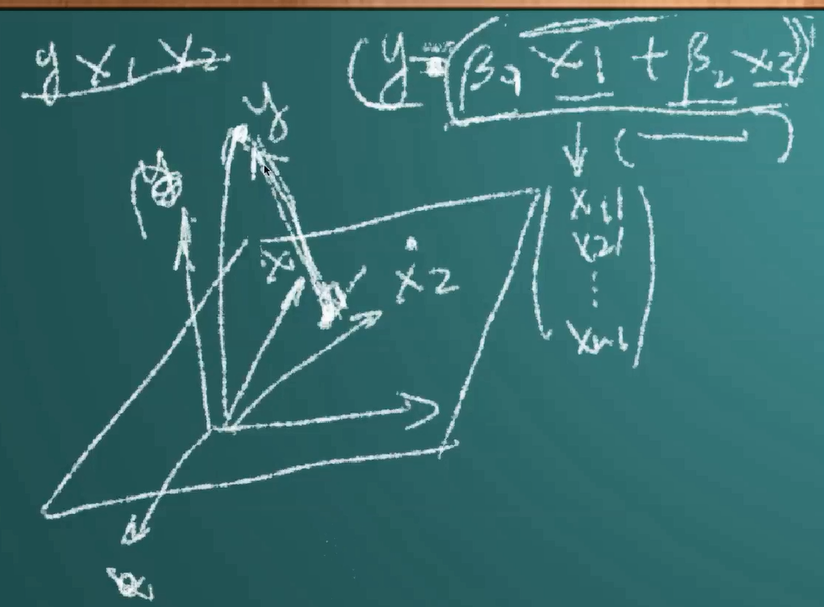 y x1 x2
(y - (β1 x1 + β2 x2))'
y
x1
x2
x11
x21
⋮
xn1
x